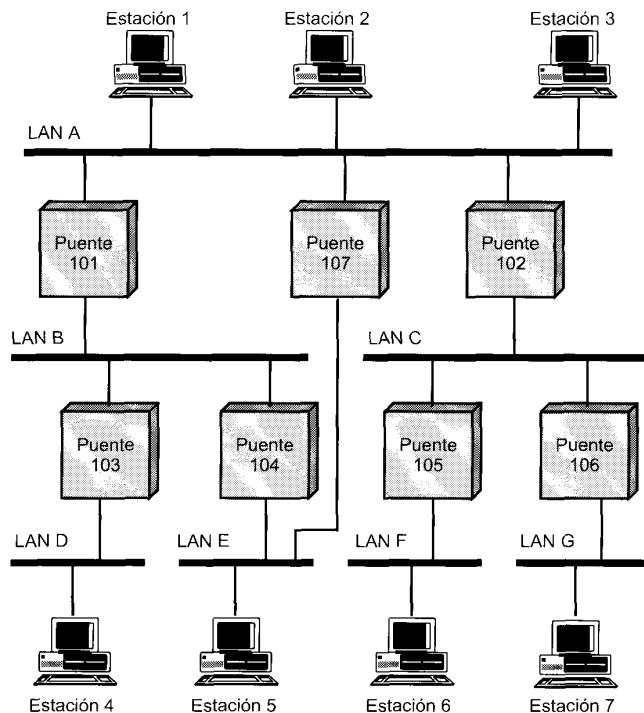 Estación 1
Estación 2
Estación 3
LAN A
Puente
101
Puente
107
Puente
102
LAN B
LAN C
Puente
103
Puente
104
Puente
105
Puente
106
LAN D
LAN E
LAN F
LAN G
Estación 4
Estación 5
Estación 6
Estación 7